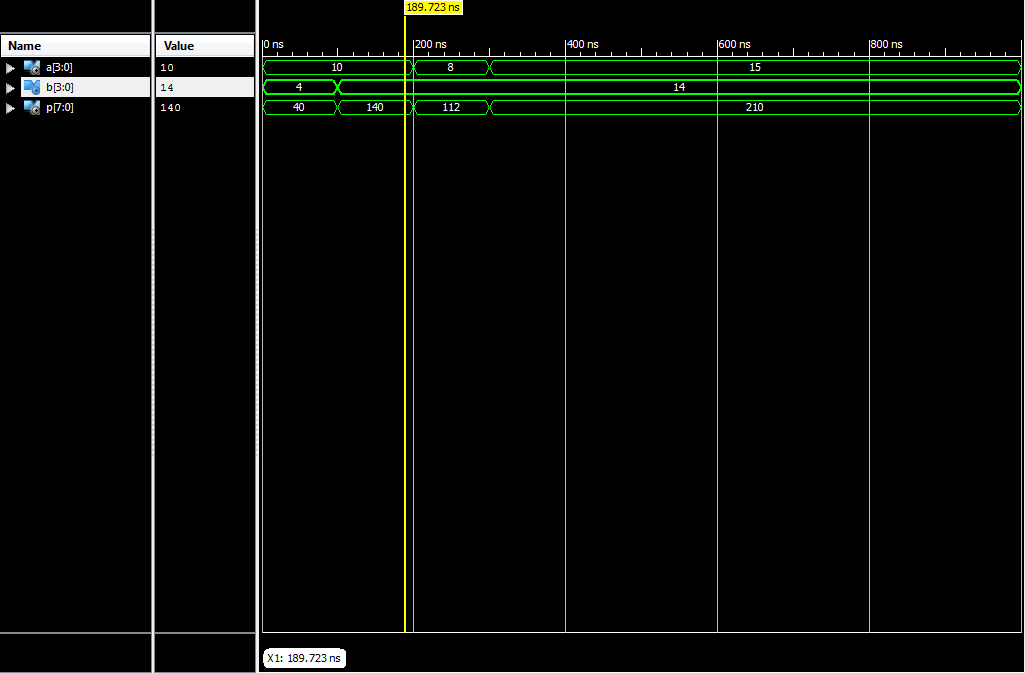 189.723 ns
Name Value 0 ns 200 ns 400 ns 600 ns 800 ns
a[3:0] 10 10 8 15
b[3:0] 14 4 14
p[7:0] 140 40 140 112 210
X1: 189.723 ns